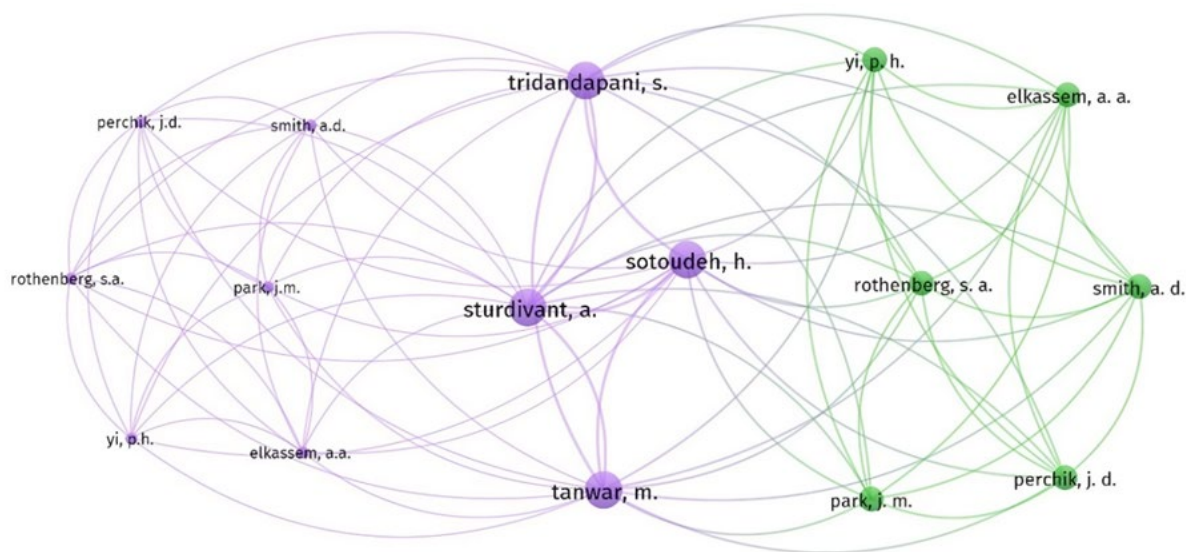 yi, p. h.
tridandapani, s.
elkassem, a. a.
perchik, j.d.
smith, a.d.
sotoudeh, h.
rothenberg, s.a.
park, j.m.
rothenberg, s. a.
smith, a. d.
sturdivant, a.
yi, p.h.
elkassem, a.a.
perchik, j. d.
tanwar, m.
park, j. m.